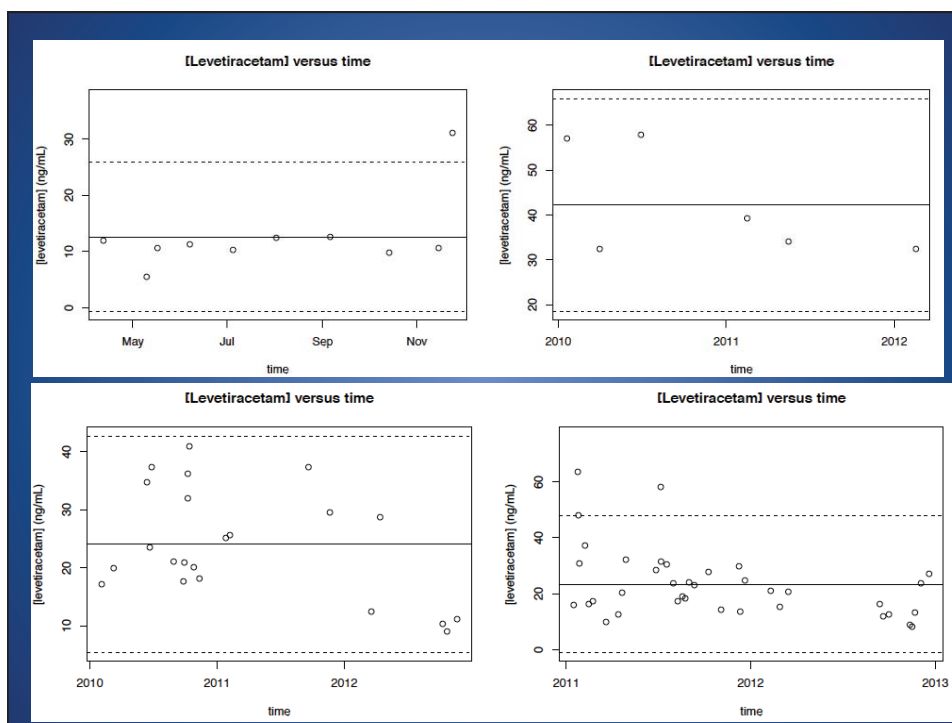 [Levetiracetam] versus time
[levetiracetam] (ng/mL)
30
20
10
0
May Jul Sep Nov
time
[Levetiracetam] versus time
[levetiracetam] (ng/mL)
60
50
40
30
20
2010 2011 2012
time
[Levetiracetam] versus time
[levetiracetam] (ng/mL)
40
30
20
10
2010 2011 2012
time
[Levetiracetam] versus time
[levetiracetam] (ng/mL)
60
40
20
0
2011 2012 2013
time